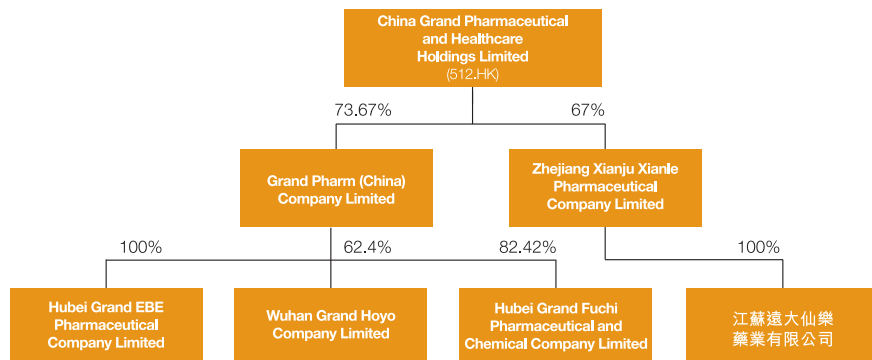 China Grand Pharmaceutical
and Healthcare
Holdings Limited
(512.HK)
73.67%
67%
Grand Pharm (China)
Company Limited
Zhejiang Xianju Xianle
Pharmaceutical
Company Limited
100%
62.4%
82.42%
100%
Hubei Grand EBE
Pharmaceutical
Company Limited
Wuhan Grand Hoyo
Company Limited
Hubei Grand Fuchi
Pharmaceutical and
Chemical Company Limited
江蘇遠大仙樂
藥業有限公司